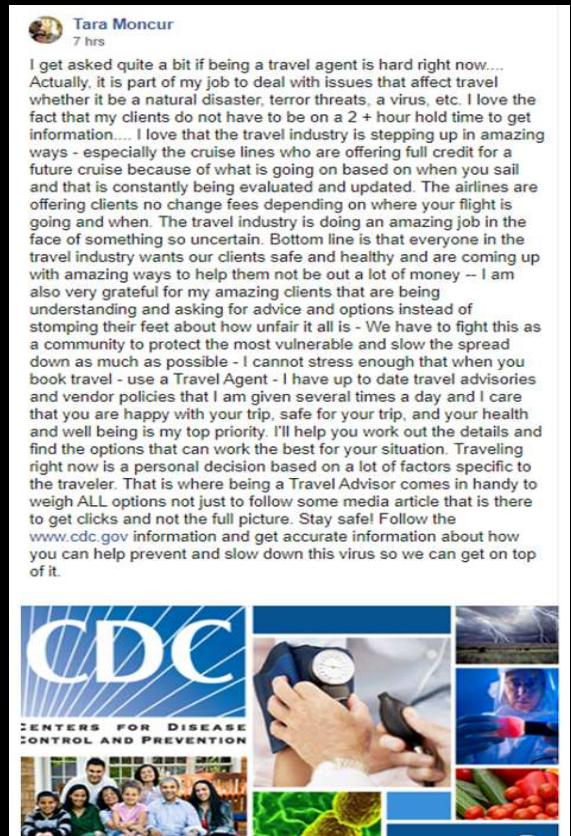 Tara Moncur
7 hrs
I get asked quite a bit if being a travel agent is hard right now....
Actually, it is part of my job to deal with issues that affect travel
whether it be a natural disaster, terror threats, a virus, etc. I love the
fact that my clients do not have to be on a 2 + hour hold time to get
information.... I love that the travel industry is stepping up in amazing
ways - especially the cruise lines who are offering full credit for a
future cruise because of what is going on based on when you sail
and that is constantly being evaluated and updated. The airlines are
offering clients no change fees depending on where your flight is
going and when. The travel industry is doing an amazing job in the
face of something so uncertain. Bottom line is that everyone in the
travel industry wants our clients safe and healthy and are coming up
with amazing ways to help them not be out a lot of money -- I am
also very grateful for my amazing clients that are being
understanding and asking for advice and options instead of
stomping their feet about how unfair it all is - We have to fight this as
a community to protect the most vulnerable and slow the spread
down as much as possible - I cannot stress enough that when you
book travel - use a Travel Agent - I have up to date travel advisories
and vendor policies that I am given several times a day and I care
that you are happy with your trip, safe for your trip, and your health
and well being is my top priority. I'll help you work out the details and
find the options that can work the best for your situation. Traveling
right now is a personal decision based on a lot of factors specific to
the traveler. That is where being a Travel Advisor comes in handy to
weigh ALL options not just to follow some media article that is there
to get clicks and not the full picture. Stay safe! Follow the
www.cdc.gov information and get accurate information about how
you can help prevent and slow down this virus so we can get on top
of it.
CDC
CENTERS FOR DISEASE
CONTROL AND PREVENTION